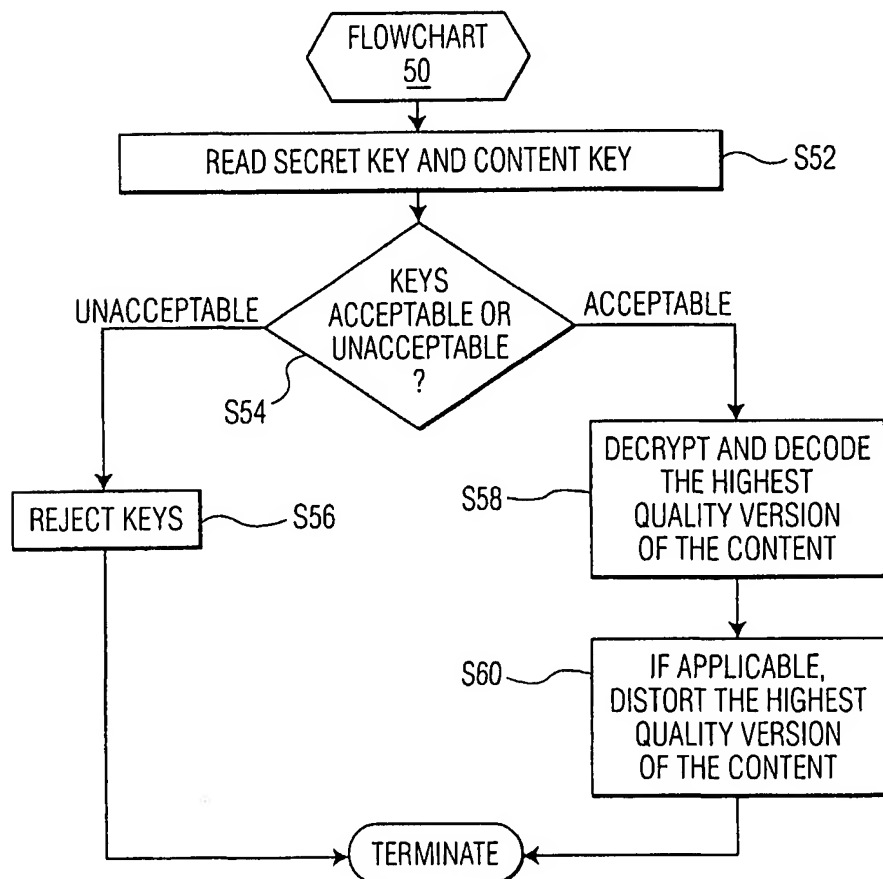 FLOWCHART
50
READ SECRET KEY AND CONTENT KEY
S52
KEYS
ACCEPTABLE OR
UNACCEPTABLE
?
UNACCEPTABLE
ACCEPTABLE
S54
REJECT KEYS
S56
S58
DECRYPT AND DECODE
THE HIGHEST
QUALITY VERSION
OF THE CONTENT
S60
IF APPLICABLE,
DISTORT THE HIGHEST
QUALITY VERSION
OF THE CONTENT
TERMINATE